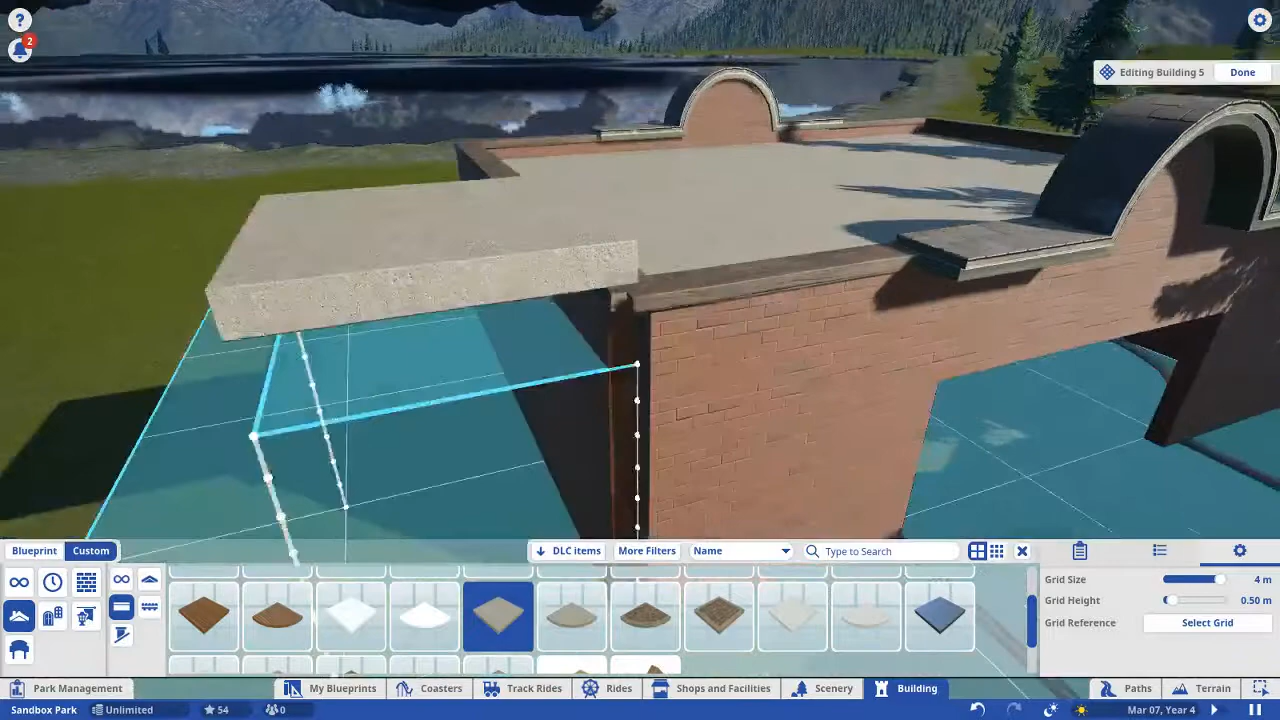 ?
2
Editing Building 5
Done
Blueprint
Custom
DLC items
More Filters
Name
Type to Search
Grid Size
4 m
Grid Height
0.50 m
Grid Reference
Select Grid
Park Management
My Blueprints
Coasters
Track Rides
Rides
Shops and Facilities
Scenery
Building
Paths
Terrain
Sandbox Park
Unlimited
54
0
Mar 07, Year 4